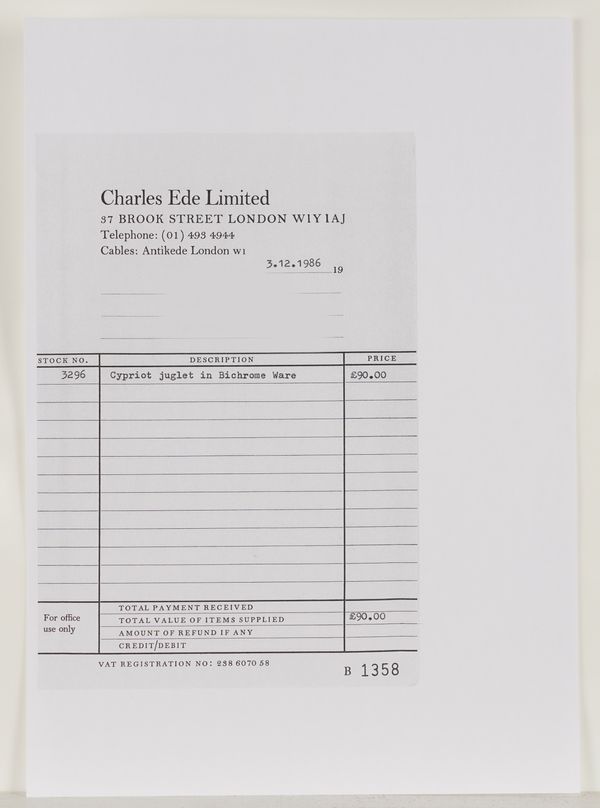 Charles Ede Limited
37 BROOK STREET LONDON W1Y 1AJ
Telephone: (01) 493 4944
Cables: Antikede London W1
3.12.1986 19
STOCK NO. DESCRIPTION PRICE
3296 Cypriot juglet in Bichrome Ware £90.00
For office use only
TOTAL PAYMENT RECEIVED
TOTAL VALUE OF ITEMS SUPPLIED £90.00
AMOUNT OF REFUND IF ANY
CREDIT/DEBIT
VAT REGISTRATION NO: 238 6070 58
B 1358